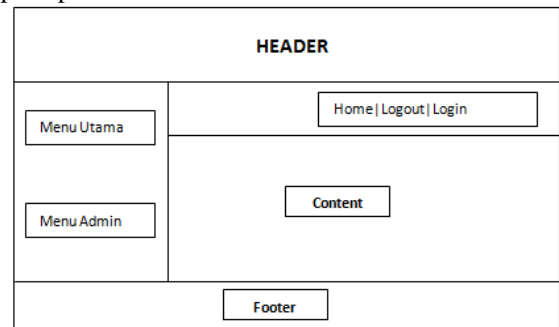 HEADER
Home|Logout|Login
Menu Utama
Content
Menu Admin
Footer